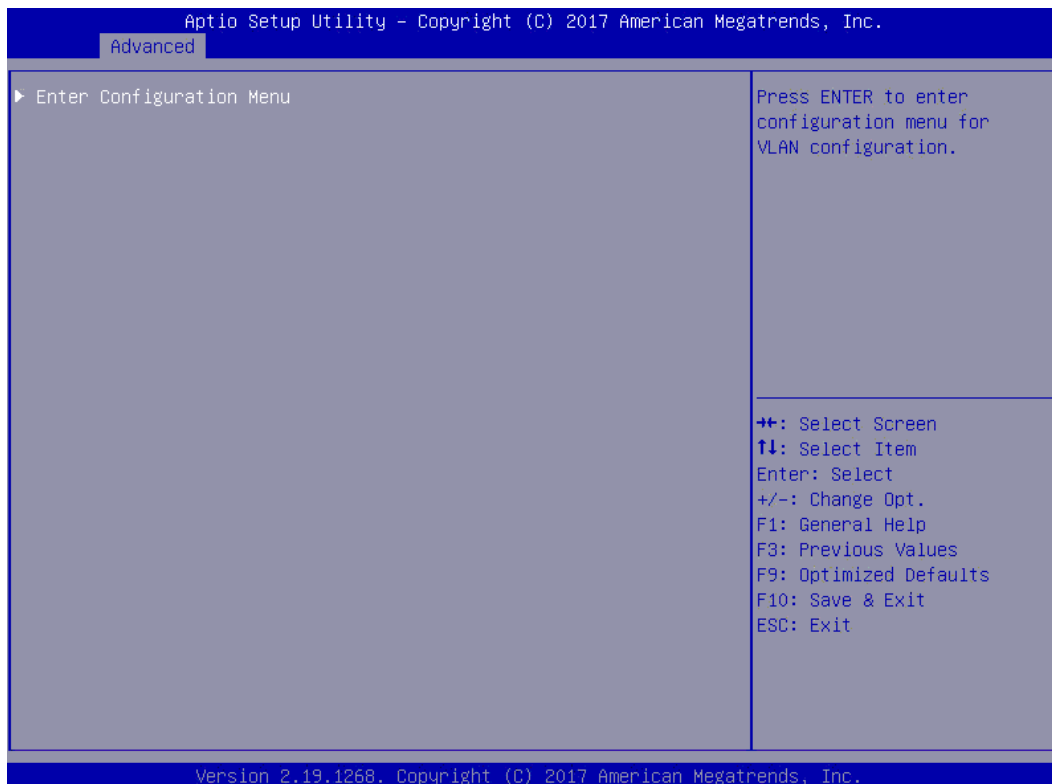 Aptio Setup Utility – Copyright (C) 2017 American Megatrends, Inc.
Advanced
Enter Configuration Menu
Press ENTER to enter
configuration menu for
VLAN configuration.
→←: Select Screen
↑↓: Select Item
Enter: Select
+/-: Change Opt.
F1: General Help
F3: Previous Values
F9: Optimized Defaults
F10: Save & Exit
ESC: Exit
Version 2.19.1268. Copyright (C) 2017 American Megatrends, Inc.